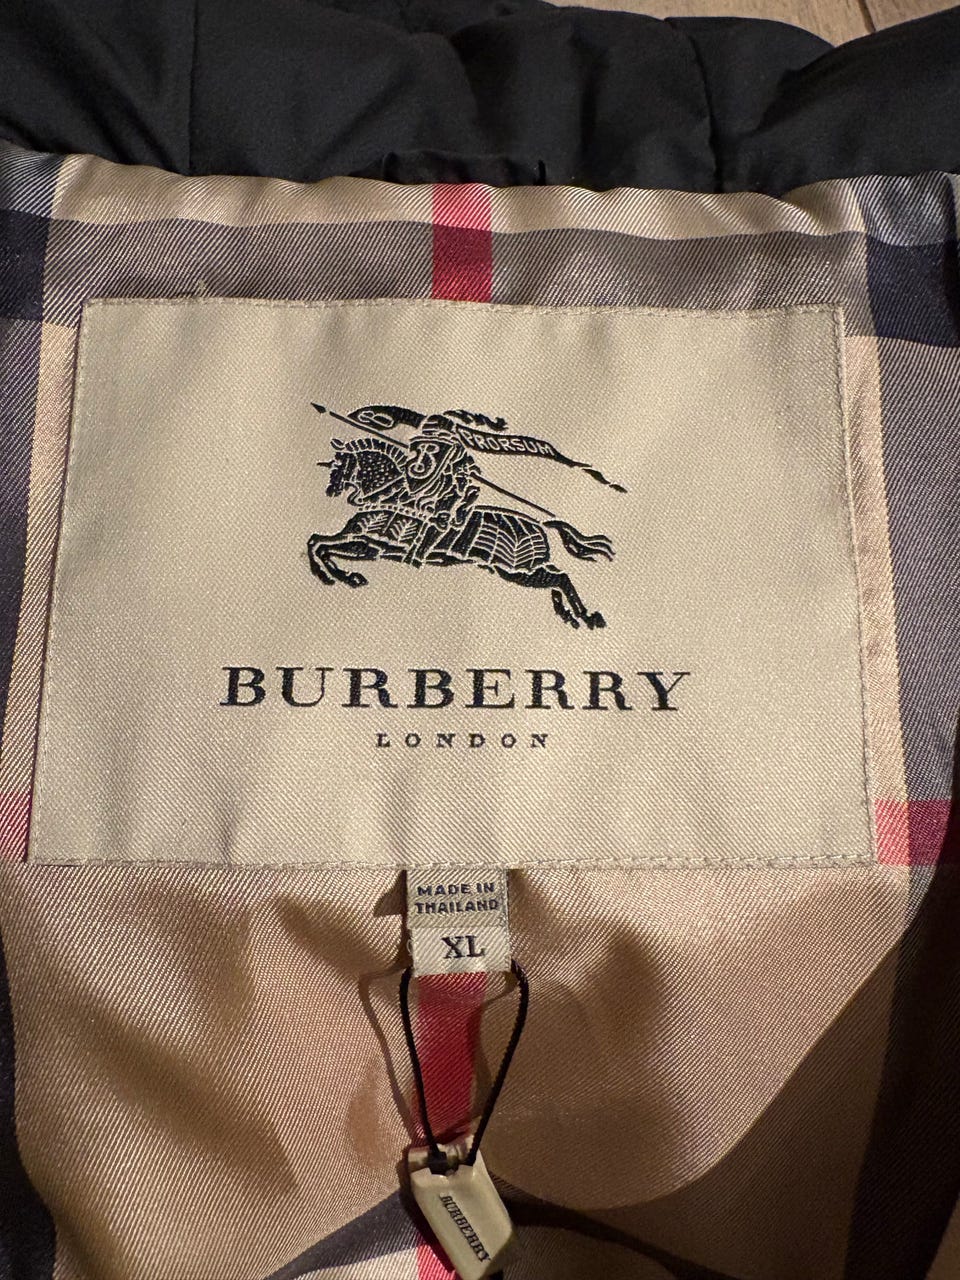 B
PRORSUM
B
BURBERRY
LONDON
MADE IN
THAILAND
XL
BURBERRY